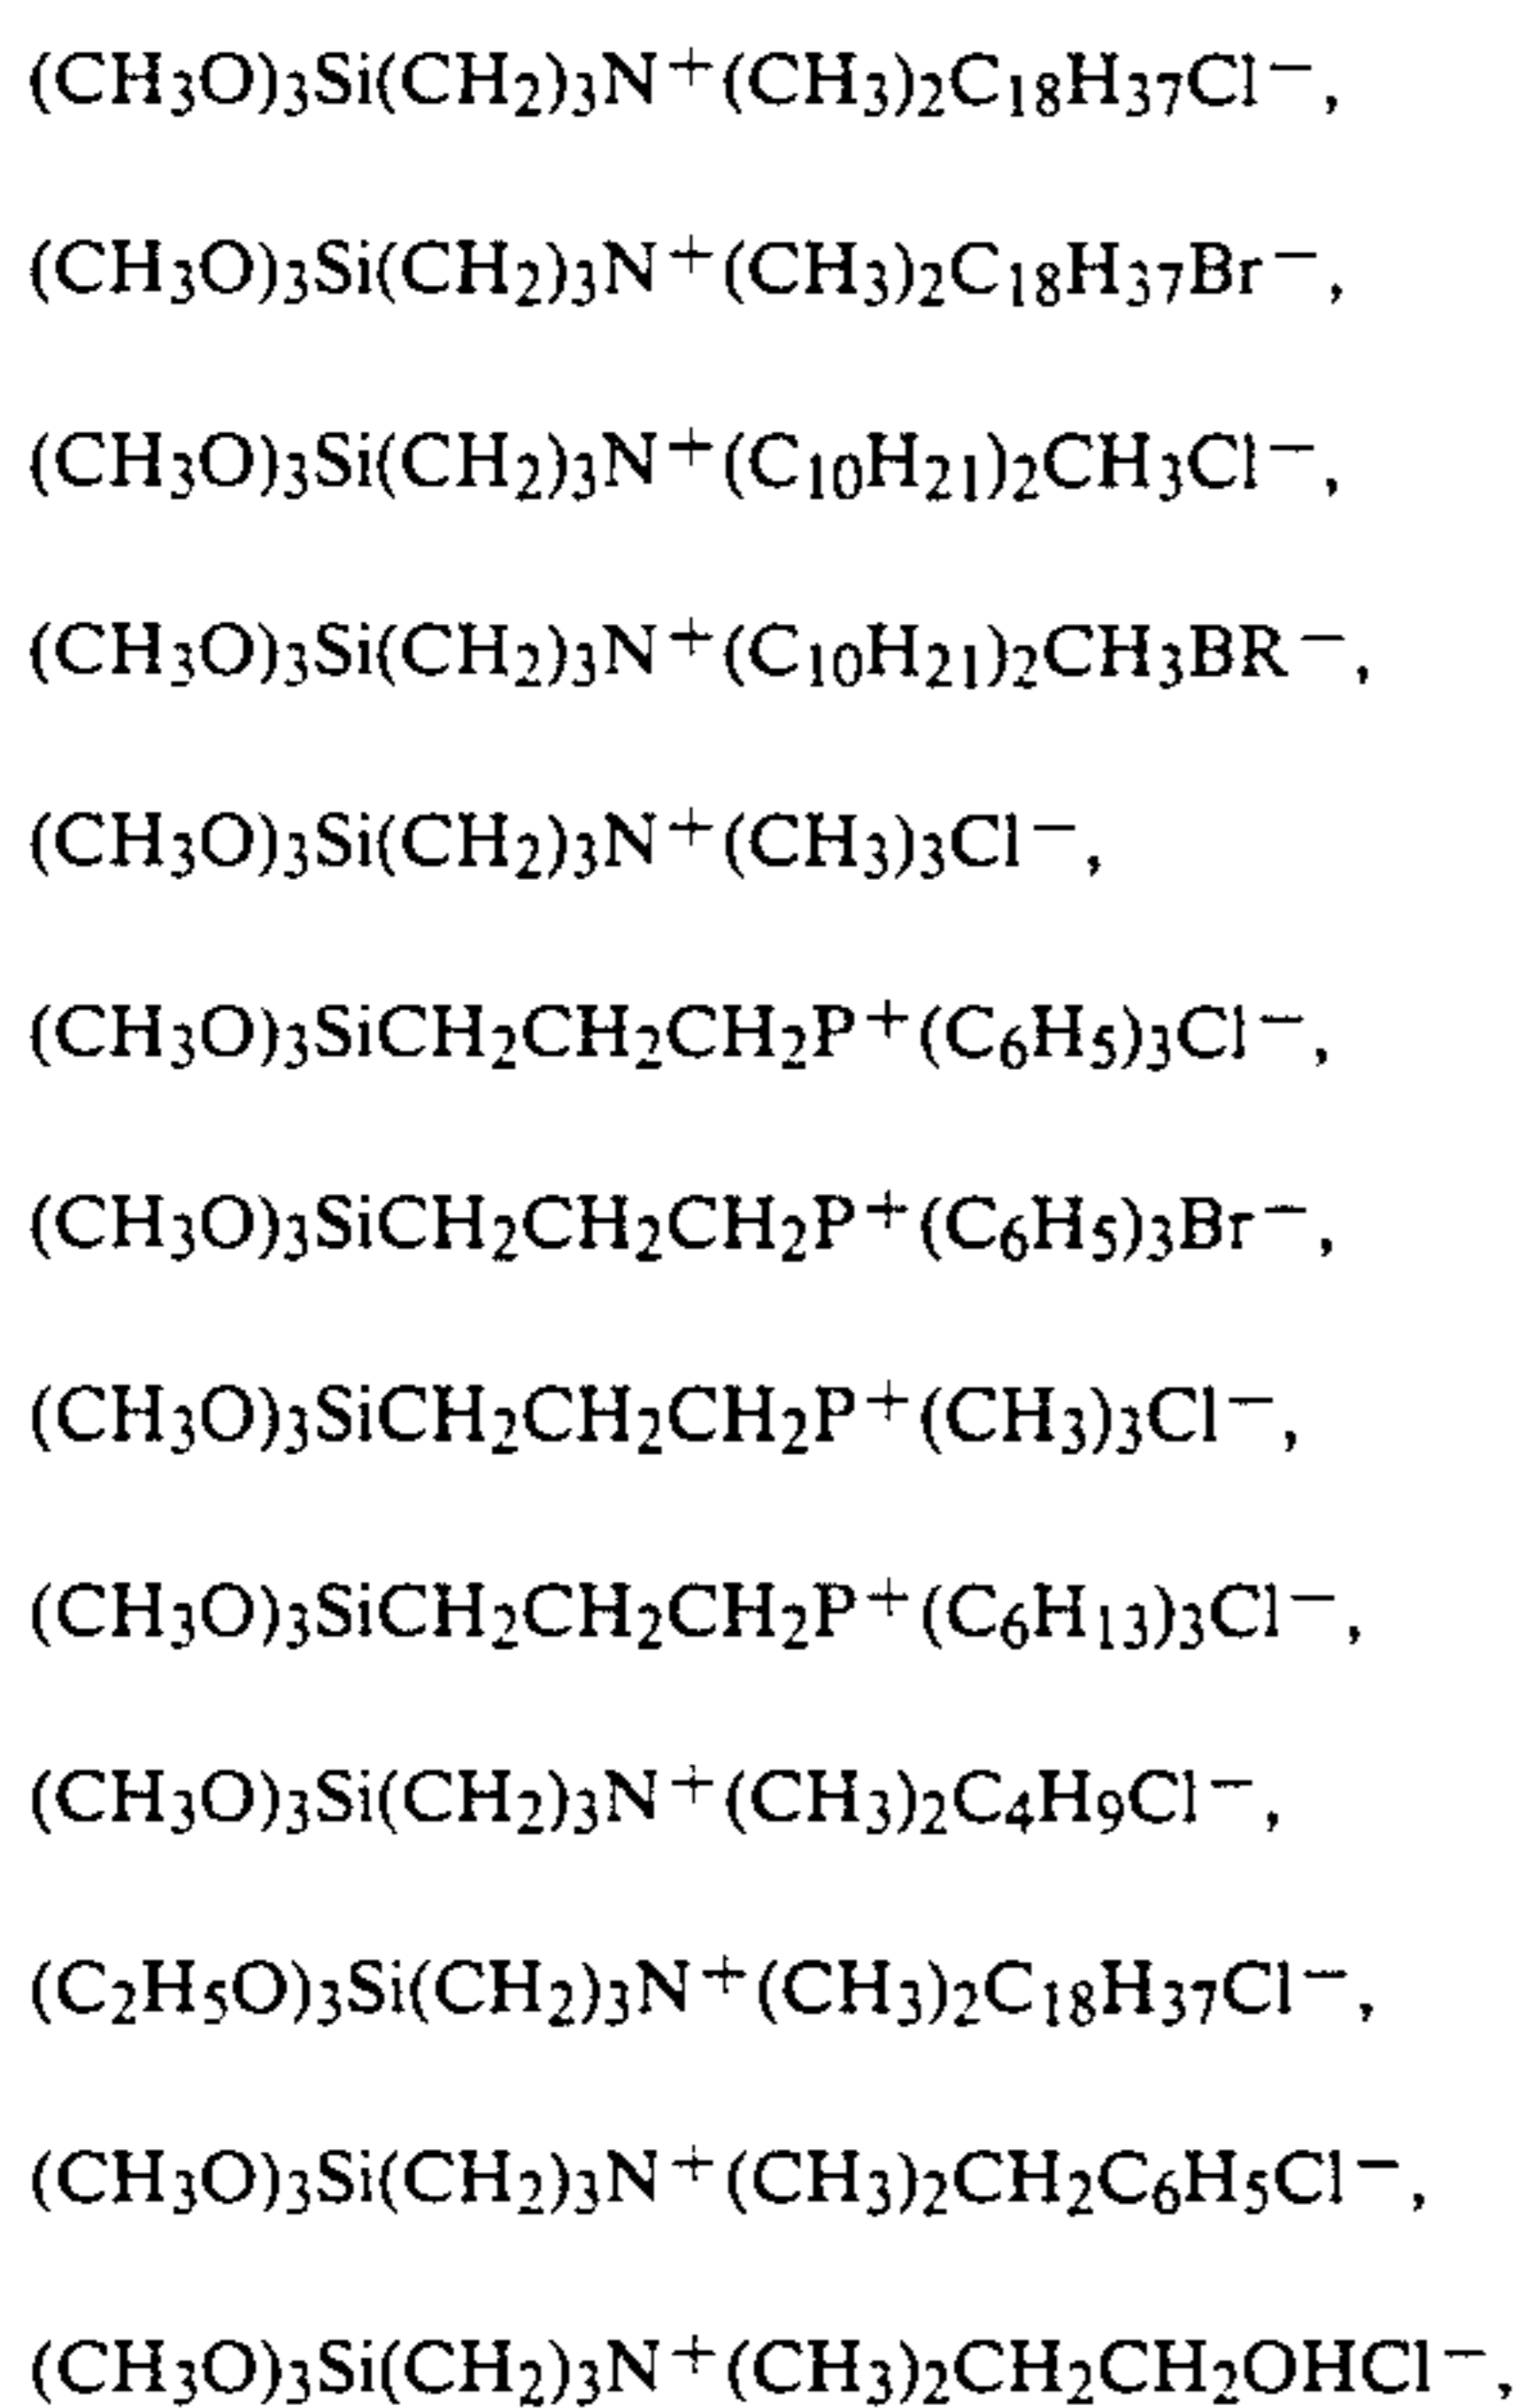 (CH₃O)₃Si(CH₂)₃N⁺(CH₃)₂C₁₈H₃₇Cl⁻,
(CH₃O)₃Si(CH₂)₃N⁺(CH₃)₂C₁₈H₃₇Br⁻,
(CH₃O)₃Si(CH₂)₃N⁺(C₁₀H₂₁)₂CH₃Cl⁻,
(CH₃O)₃Si(CH₂)₃N⁺(C₁₀H₂₁)₂CH₃BR⁻,
(CH₃O)₃Si(CH₂)₃N⁺(CH₃)₃Cl⁻,
(CH₃O)₃SiCH₂CH₂CH₂P⁺(C₆H₅)₃Cl⁻,
(CH₃O)₃SiCH₂CH₂CH₂P⁺(C₆H₅)₃Br⁻,
(CH₃O)₃SiCH₂CH₂CH₂P⁺(CH₃)₃Cl⁻,
(CH₃O)₃SiCH₂CH₂CH₂P⁺(C₆H₁₃)₃Cl⁻,
(CH₃O)₃Si(CH₂)₃N⁺(CH₃)₂C₄H₉Cl⁻,
(C₂H₅O)₃Si(CH₂)₃N⁺(CH₃)₂C₁₈H₃₇Cl⁻,
(CH₃O)₃Si(CH₂)₃N⁺(CH₃)₂CH₂C₆H₅Cl⁻,
(CH₃O)₃Si(CH₂)₃N⁺(CH₃)₂CH₂CH₂OHCl⁻,